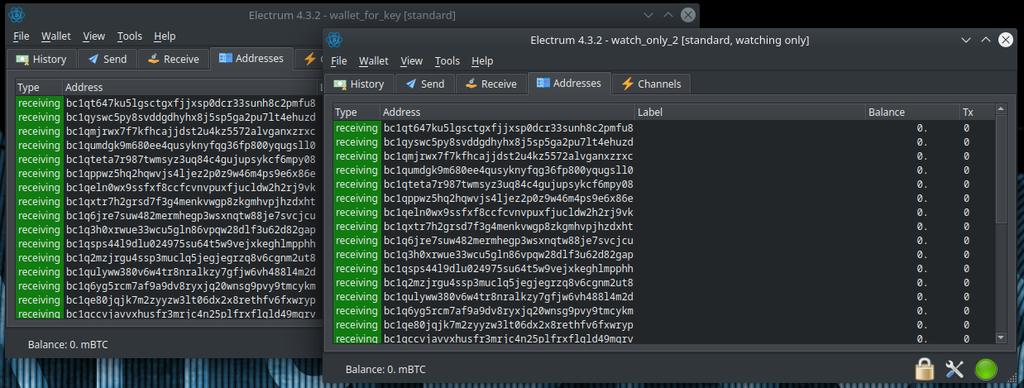 Electrum 4.3.2 - wallet_for_key [standard]
File Wallet View Tools Help
History Send Receive Addresses
Type Address
receiving bc1qt647ku5lgsctgxfjjxsp0dcr33sunh8c2pmfu8
receiving bc1qyswc5py8svddgdhyhx8j5sp5ga2pu7lt4ehuzd
receiving bc1qmjrwx7f7kfhcajjdst2u4kz5572alvganxzrxc
receiving bc1qumdgk9m680ee4qusyknyfqg36fp800yqugsll0
receiving bc1qteta7r987twmsyz3uq84c4gujupsykcf6mpy08
receiving bc1qppwz5hq2hqwvjs4ljez2p0z9w46m4ps9e6x86e
receiving bc1qeln0wx9ssfxf8ccfcvnvpuxfjucldw2h2rj9vk
receiving bc1qxtr7h2grsd7f3g4menkvwgp8zkgmhvpjhzdxht
receiving bc1q6jre7suw482mermhegp3wsxnqtw88je7svcjcu
receiving bc1q3h0xrwue33wcu5gln86vpqw28dlf3u62d82gap
receiving bc1qsps44l9dlu024975su64t5w9vejxkeghlmpphh
receiving bc1q2mzjrgu4ssp3muclq5jegjegrzq8v6cgnm2ut8
receiving bc1qulyww380v6w4tr8nralkzy7gfjw6vh488l4m2d
receiving bc1q6yg5rcm7af9a9dv8ryxjq20wnsg9pvy9tmcykm
receiving bc1qe80jqjk7m2zyyzw3lt06dx2x8rethfv6fxwryp
receiving bc1qccvjavvxhusfr3mrjc4n25plfrxflqld49mqrv
Balance: 0. mBTC
Electrum 4.3.2 - watch_only_2 [standard, watching only]
File Wallet View Tools Help
History Send Receive Addresses Channels
Type Address Label Balance Tx
receiving bc1qt647ku5lgsctgxfjjxsp0dcr33sunh8c2pmfu8 0. 0
receiving bc1qyswc5py8svddgdhyhx8j5sp5ga2pu7lt4ehuzd 0. 0
receiving bc1qmjrwx7f7kfhcajjdst2u4kz5572alvganxzrxc 0. 0
receiving bc1qumdgk9m680ee4qusyknyfqg36fp800yqugsll0 0. 0
receiving bc1qteta7r987twmsyz3uq84c4gujupsykcf6mpy08 0. 0
receiving bc1qppwz5hq2hqwvjs4ljez2p0z9w46m4ps9e6x86e 0. 0
receiving bc1qeln0wx9ssfxf8ccfcvnvpuxfjucldw2h2rj9vk 0. 0
receiving bc1qxtr7h2grsd7f3g4menkvwgp8zkgmhvpjhzdxht 0. 0
receiving bc1q6jre7suw482mermhegp3wsxnqtw88je7svcjcu 0. 0
receiving bc1q3h0xrwue33wcu5gln86vpqw28dlf3u62d82gap 0. 0
receiving bc1qsps44l9dlu024975su64t5w9vejxkeghlmpphh 0. 0
receiving bc1q2mzjrgu4ssp3muclq5jegjegrzq8v6cgnm2ut8 0. 0
receiving bc1qulyww380v6w4tr8nralkzy7gfjw6vh488l4m2d 0. 0
receiving bc1q6yg5rcm7af9a9dv8ryxjq20wnsg9pvy9tmcykm 0. 0
receiving bc1qe80jqjk7m2zyyzw3lt06dx2x8rethfv6fxwryp 0. 0
receiving bc1qccvjavvxhusfr3mrjc4n25plfrxflqld49mqrv 0. 0
Balance: 0. mBTC